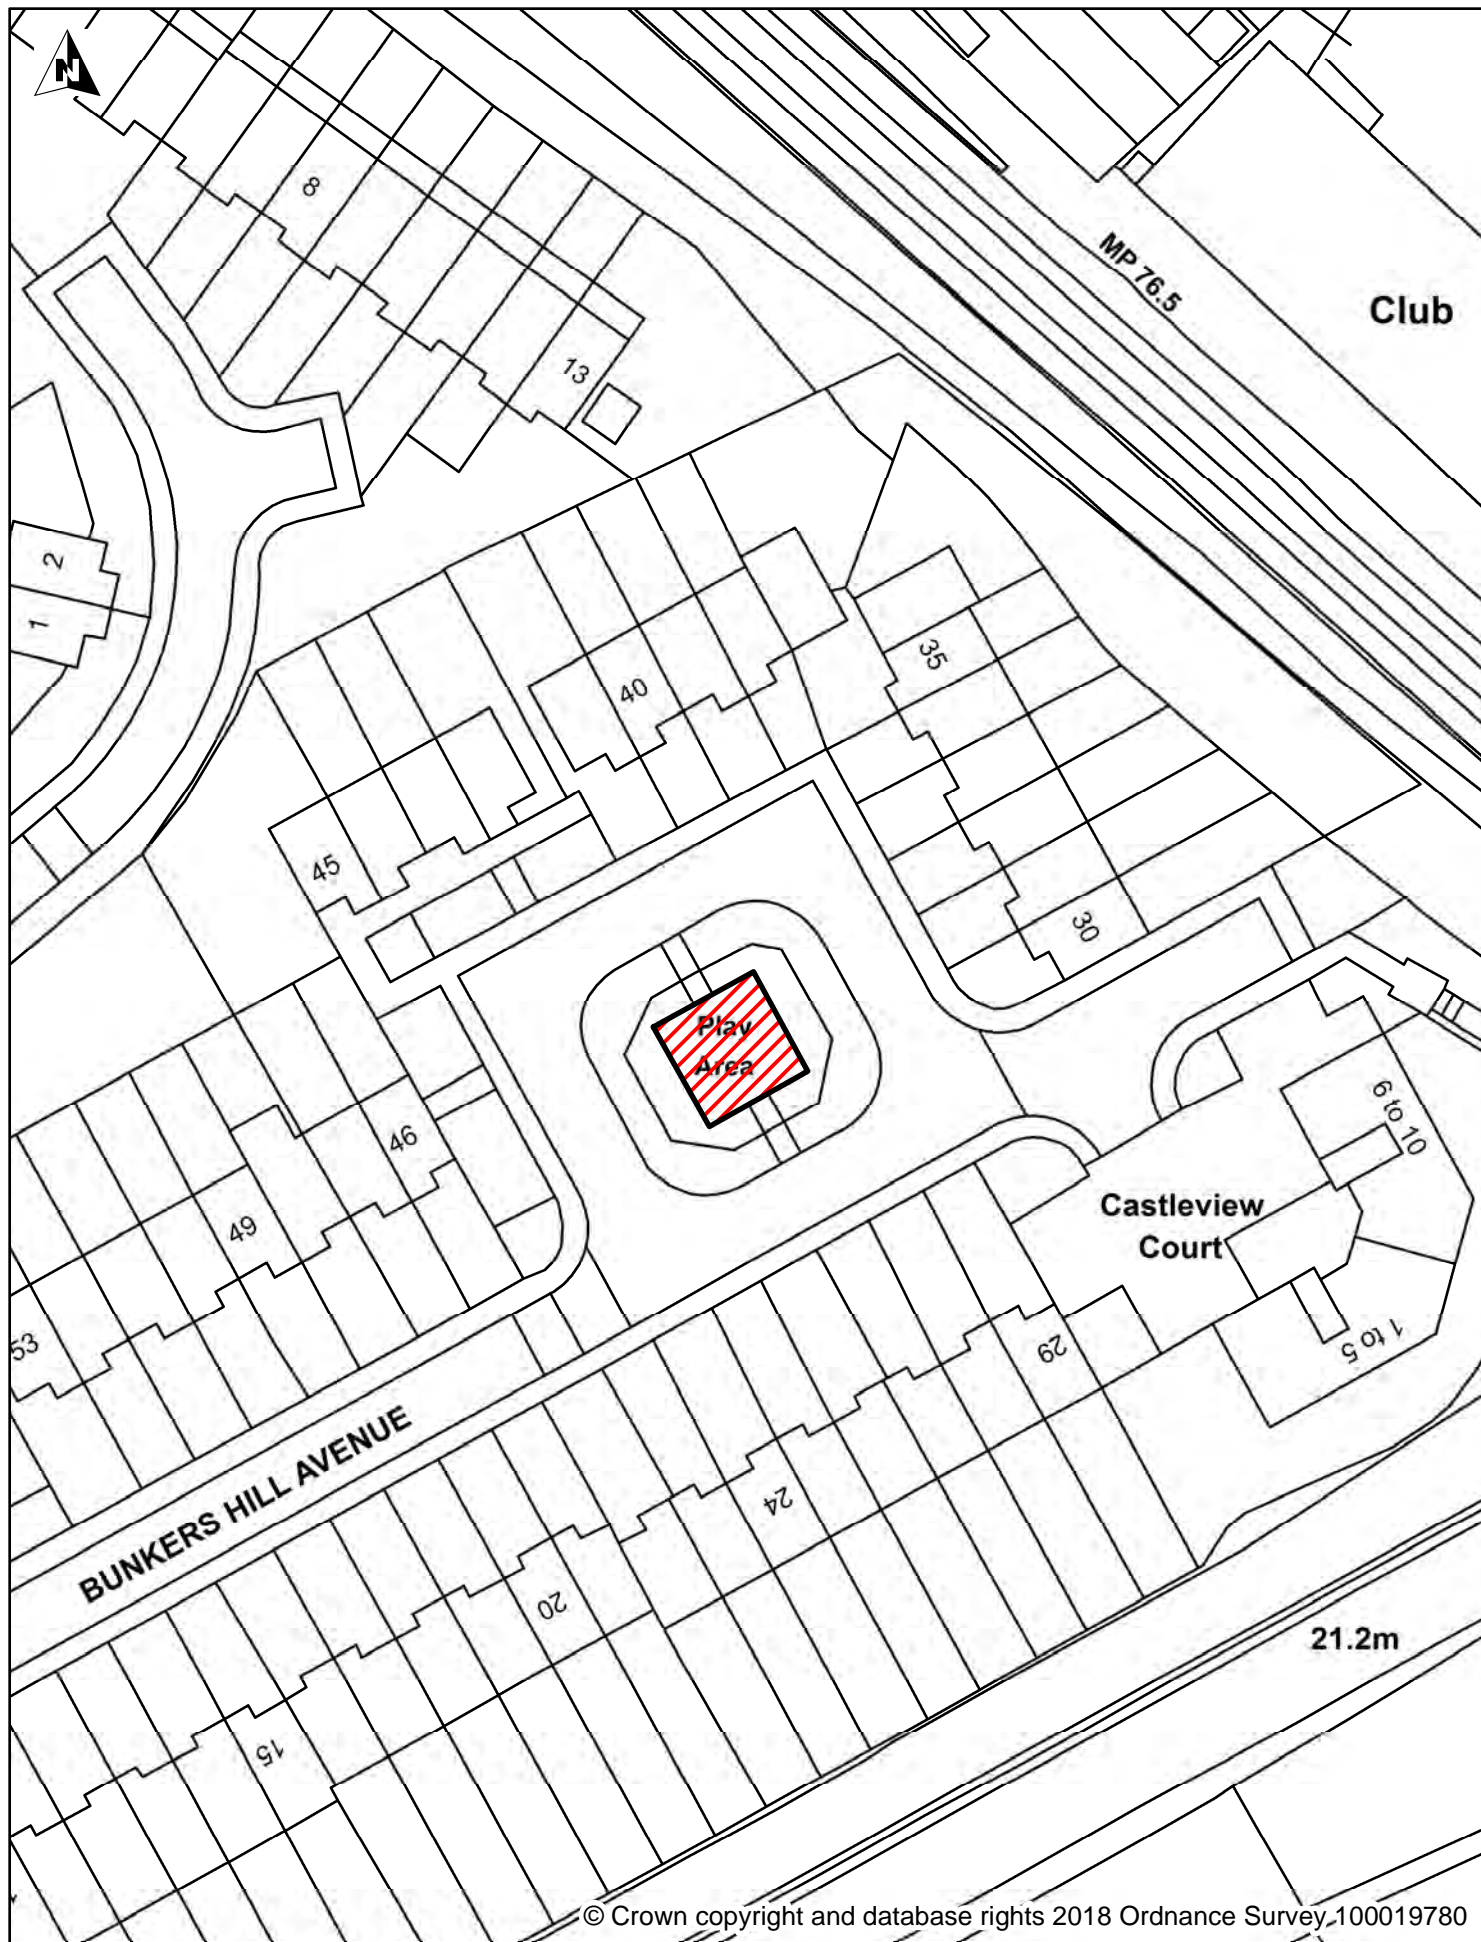 N
8
MP 76.5
Club
13
2
1
35
40
45
30
Play
Area
6 to 10
46
Castleview
Court
49
53
29
1 to 5
BUNKERS HILL AVENUE
24
20
21.2m
15
© Crown copyright and database rights 2018 Ordnance Survey 100019780